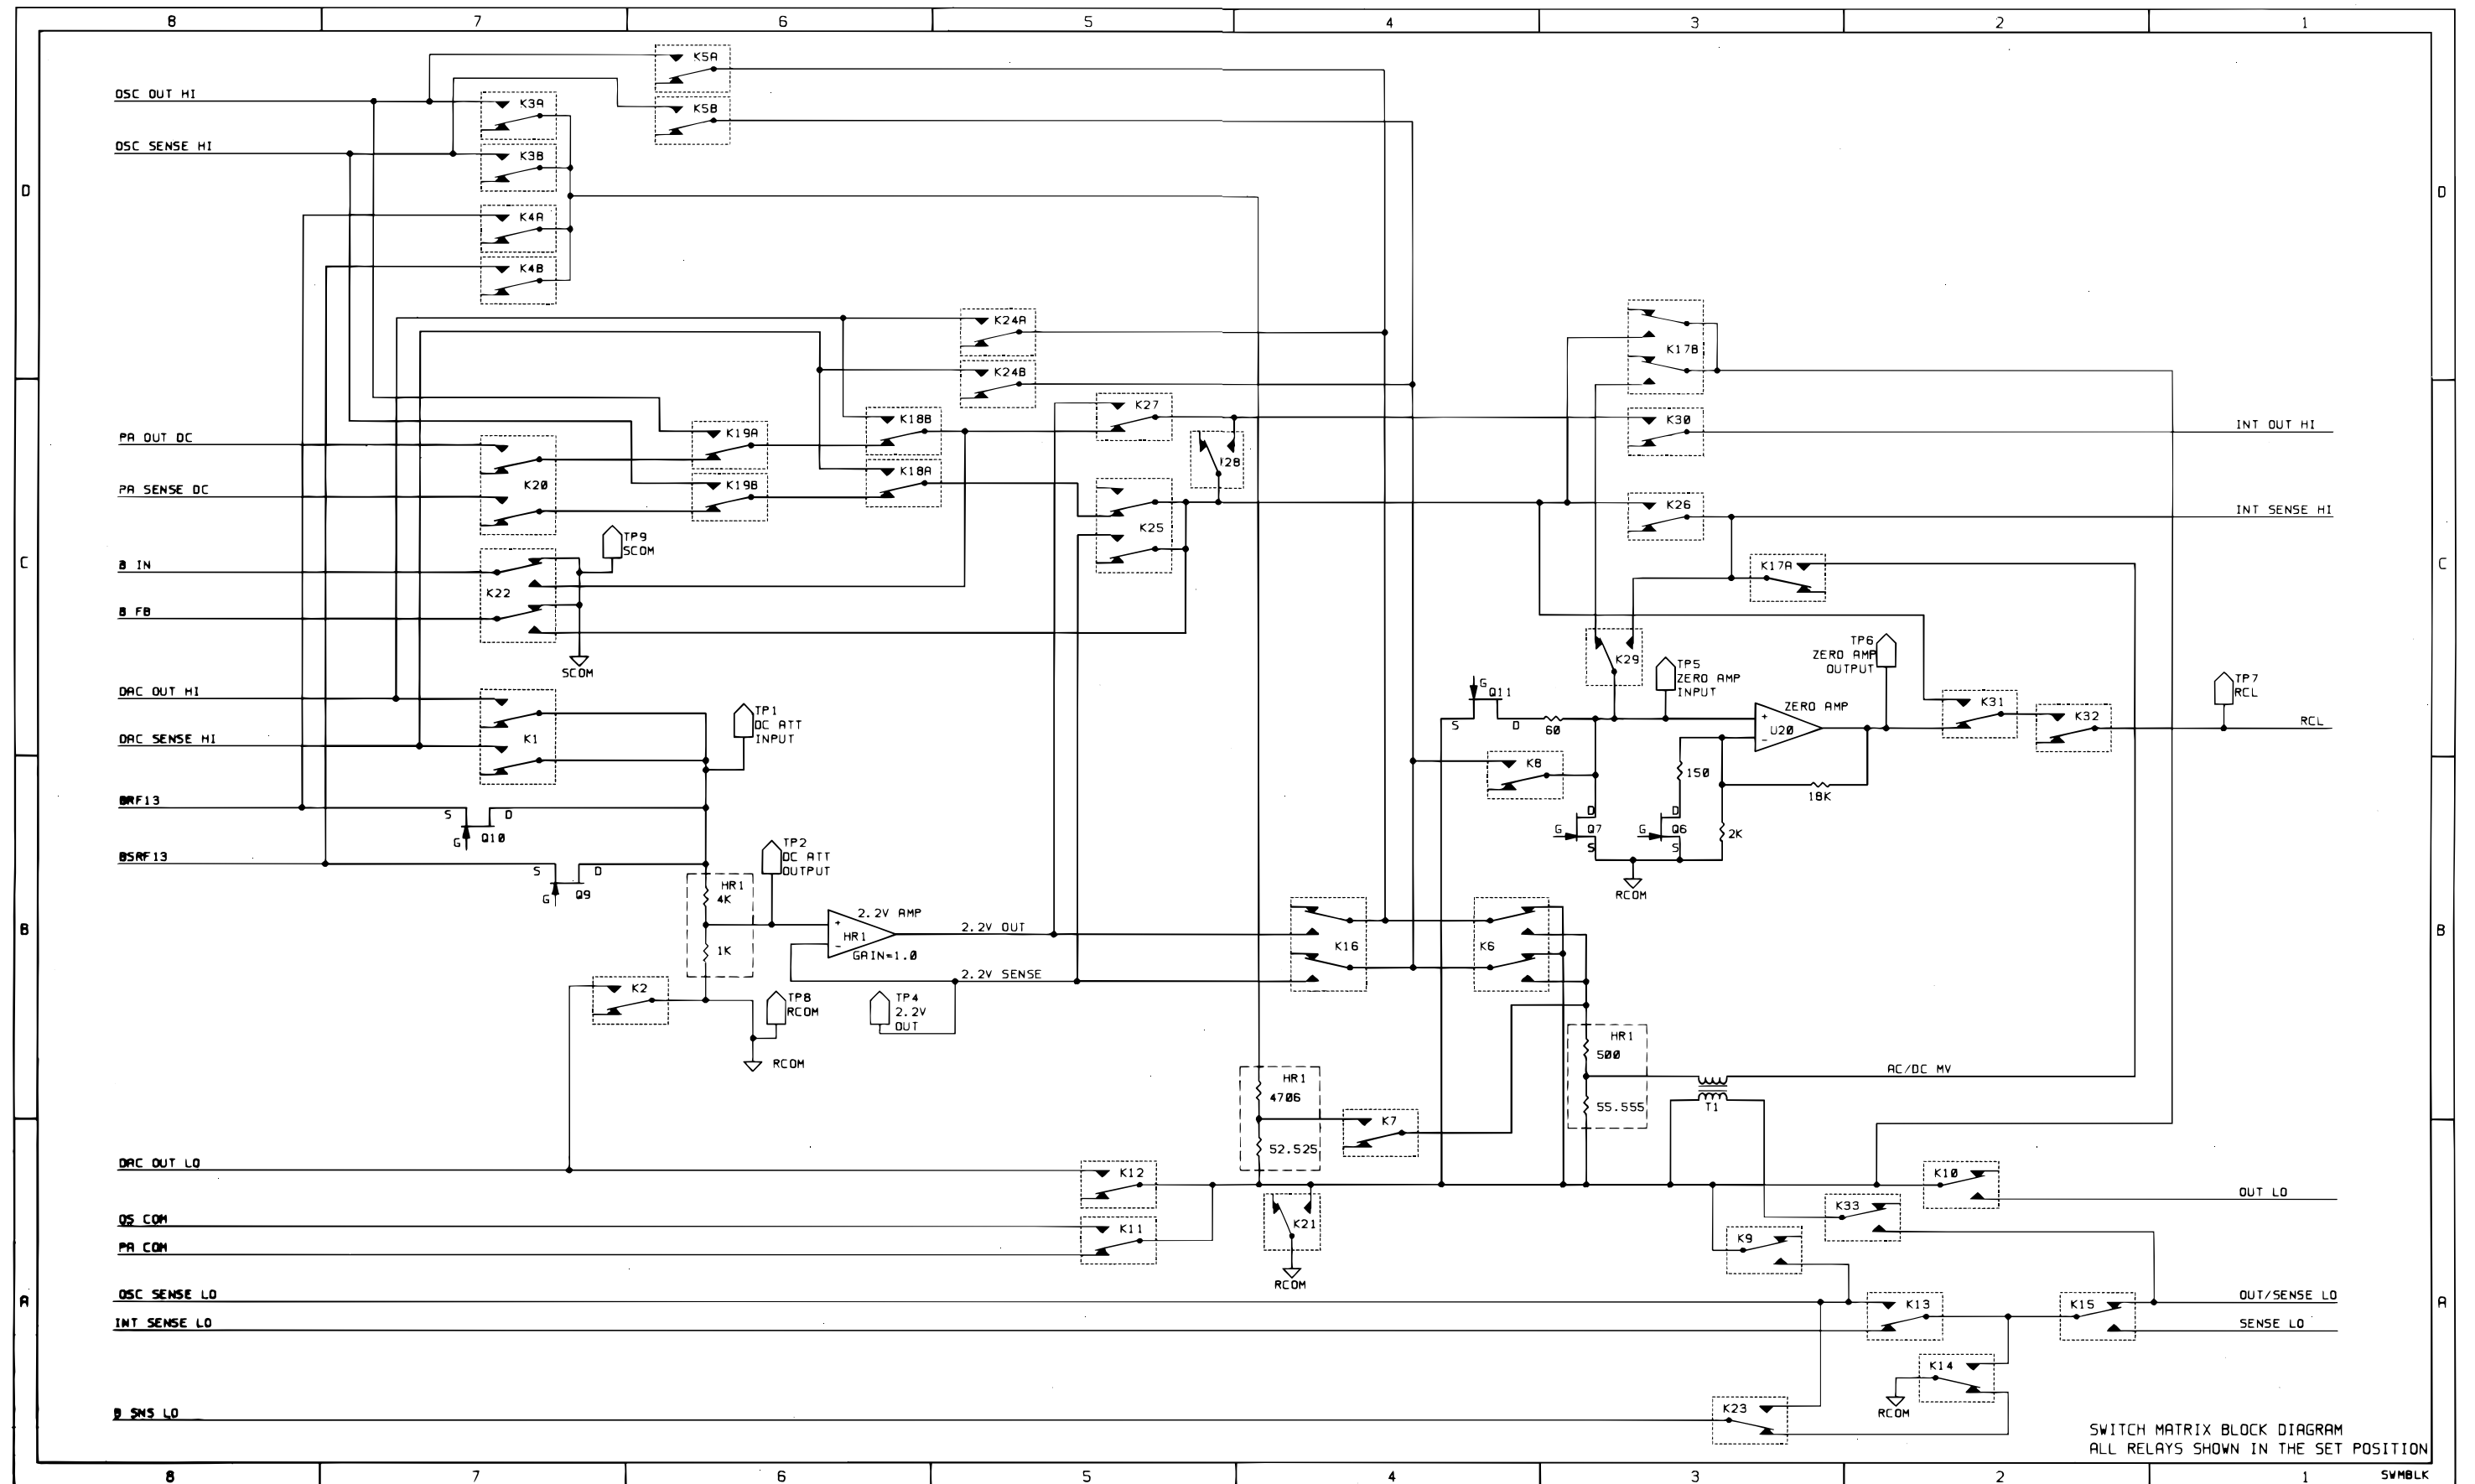 8 7 6 5 4 3 2 1
K5A
OSC OUT HI
K3A
K5B
OSC SENSE HI
K3B
D
D
K4A
K4B
K24A
K17B
K24B
K27
K18B
K30
PA OUT DC
K19A
INT OUT HI
K18A
K20
PA SENSE DC
K19B
K26
K25
INT SENSE HI
TP9
SCOM
C
B IN
K17A
C
K22
B FB
SCOM
K29
TP6
ZERO AMP
OUTPUT
TP5
ZERO AMP
INPUT
TP7
RCL
DAC OUT HI
G
Q11
K31
TP1
DC ATT
INPUT
ZERO AMP
+
U20
-
K32
RCL
DAC SENSE HI
K1
S
D
60
K8
150
18K
BRF13
S
D
G
Q10
D
D
G
Q7
G
Q6
2K
S
S
TP2
DC ATT
OUTPUT
BSRF13
S
D
G
Q9
HR1
4K
RCOM
2.2V AMP
+
HR1
-
2.2V OUT
GAIN=1.0
B
B
1K
K16
K6
2.2V SENSE
K2
TP8
RCOM
TP4
2.2V
OUT
HR1
500
RCOM
AC/DC MV
HR1
4706
55.555
T1
K7
52.525
DAC OUT LO
K12
K10
OUT LO
K33
OS COM
K11
K21
K9
PA COM
RCOM
OSC SENSE LO
K13
K15
OUT/SENSE LO
A
A
INT SENSE LO
SENSE LO
K14
RCOM
B SNS LO
K23
SWITCH MATRIX BLOCK DIAGRAM
ALL RELAYS SHOWN IN THE SET POSITION
8 7 6 5 4 3 2 1
SWMBLK